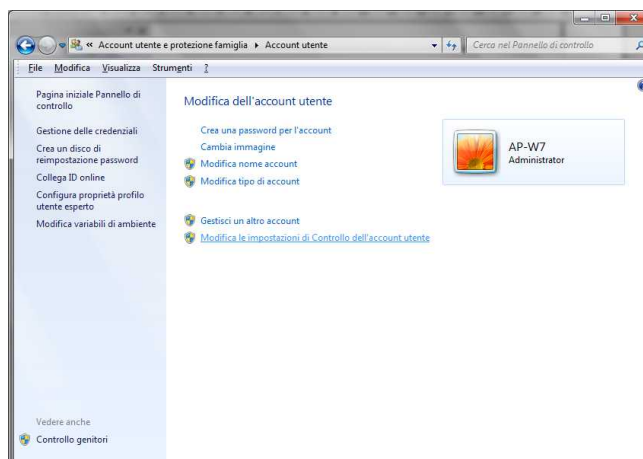 « Account utente e protezione famiglia ▸ Account utente
Cerca nel Pannello di controllo
File Modifica Visualizza Strumenti ?
Pagina iniziale Pannello di
controllo
Gestione delle credenziali
Crea un disco di
reimpostazione password
Collega ID online
Configura proprietà profilo
utente esperto
Modifica variabili di ambiente
Vedere anche
Controllo genitori
Modifica dell'account utente
Crea una password per l'account
Cambia immagine
Modifica nome account
Modifica tipo di account
Gestisci un altro account
Modifica le impostazioni di Controllo dell'account utente
AP-W7
Administrator